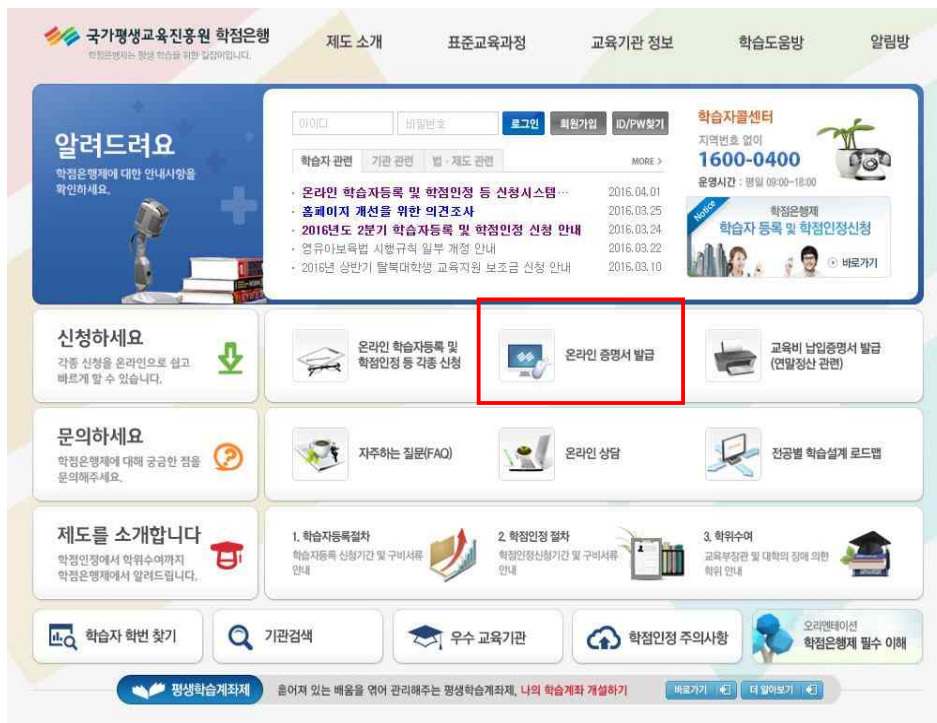 국가평생교육진흥원 학점은행
학점은행제는 평생 학습을 위한 길잡이입니다.
제도 소개 표준교육과정 교육기관 정보 학습도움방 알림방
알려드려요
학점은행제에 대한 안내사항을
확인하세요.
아이디 비밀번호 로그인 회원가입 ID/PW찾기
학습자 관련 기관 관련 법·제도 관련 MORE >
· 온라인 학습자등록 및 학점인정 등 신청시스템… 2016.04.01
· 홈페이지 개선을 위한 의견조사 2016.03.25
· 2016년도 2분기 학습자등록 및 학점인정 신청 안내 2016.03.24
· 영유아보육법 시행규칙 일부 개정 안내 2016.03.22
· 2016년 상반기 탈북대학생 교육지원 보조금 신청 안내 2016.03.10
학습자콜센터
지역번호 없이
1600-0400
운영시간 : 평일 09:00~18:00
Notice
학점은행제
학습자 등록 및 학점인정신청
바로가기
신청하세요
각종 신청을 온라인으로 쉽고
빠르게 할 수 있습니다.
온라인 학습자등록 및
학점인정 등 각종 신청
온라인 증명서 발급
교육비 납입증명서 발급
(연말정산 관련)
문의하세요
학점은행제에 대해 궁금한 점을
문의해주세요.
자주하는 질문(FAQ)
온라인 상담
전공별 학습설계 로드맵
제도를 소개합니다
학점인정에서 학위수여까지
학점은행제에서 알려드립니다.
1. 학습자등록절차
학습자등록 신청기간 및 구비서류
안내
2. 학점인정 절차
학점인정신청기간 및 구비서류
안내
3. 학위수여
교육부장관 및 대학의 장에 의한
학위 안내
학습자 학번 찾기
기관검색
우수 교육기관
학점인정 주의사항
오리엔테이션
학점은행제 필수 이해
평생학습계좌제 흩어져 있는 배움을 엮어 관리해주는 평생학습계좌제, 나의 학습계좌 개설하기 바로가기 더 알아보기